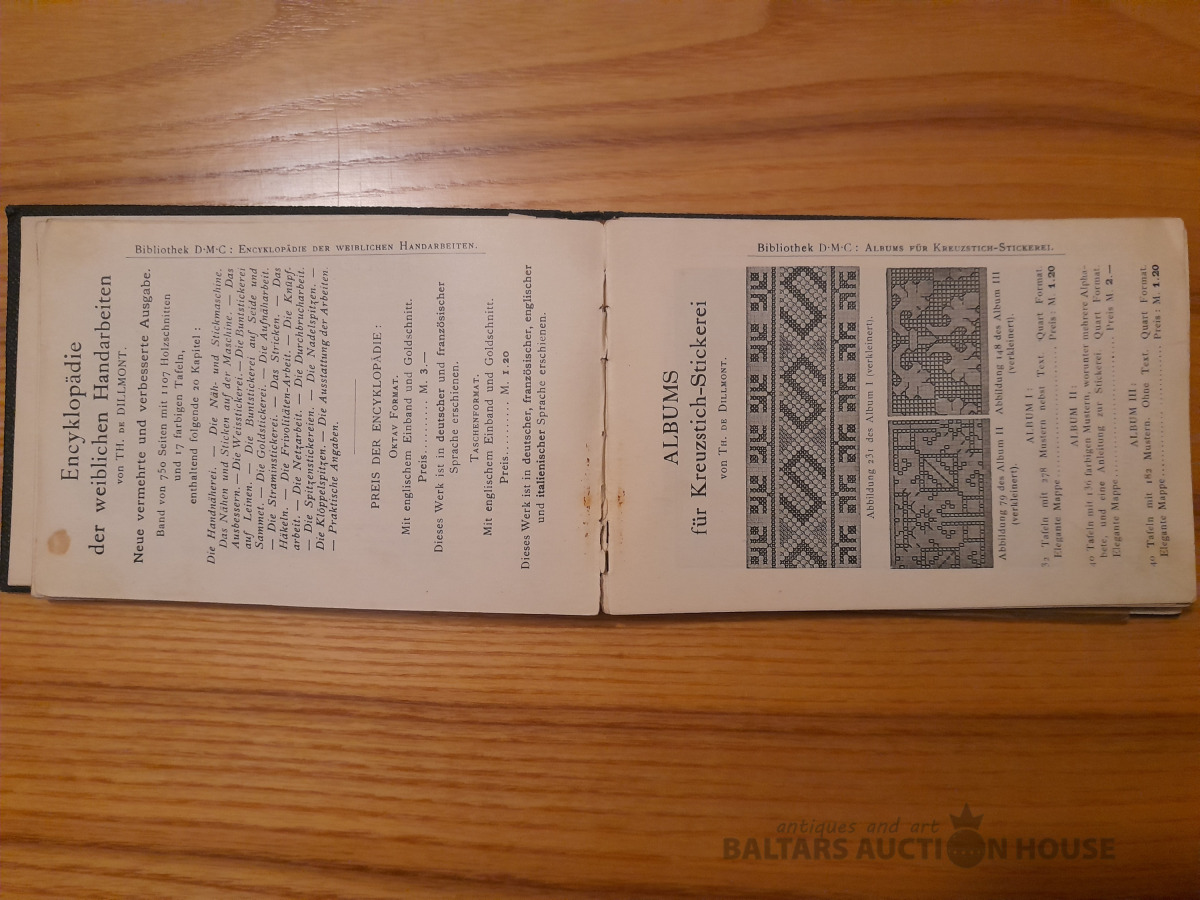 Bibliothek D·M·C : Encyklopädie der weiblichen Handarbeiten.
Encyklopädie
der weiblichen Handarbeiten
von TH. de DILLMONT.
Neue vermehrte und verbesserte Ausgabe.
Band von 750 Seiten mit 1107 Holzschnitten
und 17 farbigen Tafeln,
enthaltend folgende 20 Kapitel :
Die Handnäherei. — Die Näh- und Stickmaschine.
Das Nähen und Sticken auf der Maschine. — Das
Ausbessern. — Die Weissstickerei. — Die Buntstickerei
auf Leinen. — Die Buntstickerei auf Seide und
Sammet. — Die Goldstickerei. — Die Aufnäharbeit.
— Die Straminstickerei. — Das Stricken. — Das
Häkeln. — Die Frivolitäten-Arbeit. — Die Knüpf-
arbeit. — Die Netzarbeit. — Die Durchbrucharbeit.
— Die Spitzenstickereien. — Die Nadelspitzen. —
Die Klöppelspitzen. — Die Ausstattung der Arbeiten.
— Praktische Angaben.
PREIS DER ENCYKLOPÄDIE :
Oktav Format.
Mit englischem Einband und Goldschnitt.
Preis.......... M. 3.—
Dieses Werk ist in deutscher und französischer
Sprache erschienen.
Taschenformat.
Mit englischem Einband und Goldschnitt.
Preis.......... M. 1.20
Dieses Werk ist in deutscher, französischer, englischer
und italienischer Sprache erschienen.
Bibliothek D·M·C : Albums für Kreuzstich-Stickerei.
ALBUMS
für Kreuzstich-Stickerei
von Th. de Dillmont.
Abbildung 231 des Album I (verkleinert).
Abbildung 79 des Album II
(verkleinert).
Abbildung 148 des Album III
(verkleinert).
ALBUM I :
32 Tafeln mit 278 Mustern nebst Text. Quart Format.
Elegante Mappe.......... Preis : M. 1.20
ALBUM II :
40 Tafeln mit 136 farbigen Mustern, worunter mehrere Alpha-
bete, und eine Anleitung zur Stickerei. Quart Format.
Elegante Mappe.......... Preis M. 2.—
ALBUM III :
40 Tafeln mit 182 Mustern. Ohne Text. Quart Format.
Elegante Mappe.......... Preis : M. 1.20
antiques and art
BALTARS AUCTION HOUSE